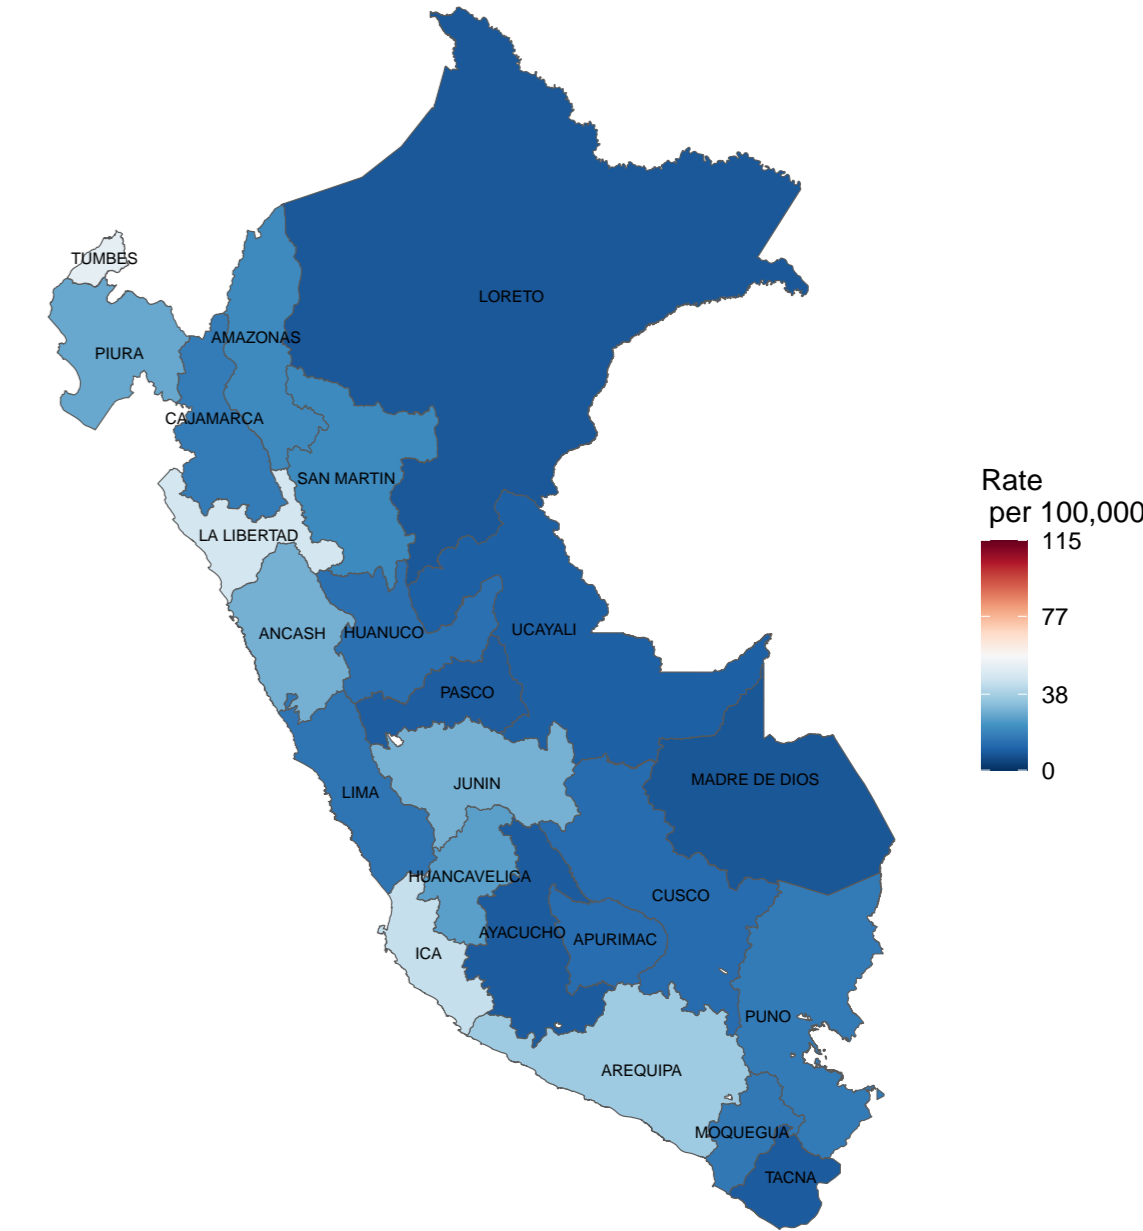 TUMBES
LORETO
AMAZONAS
PIURA
CAJAMARCA
SAN MARTIN
LA LIBERTAD
ANCASH
HUANUCO
UCAYALI
PASCO
MADRE DE DIOS
JUNIN
LIMA
HUANCAVELICA
CUSCO
AYACUCHO
APURIMAC
ICA
PUNO
AREQUIPA
MOQUEGUA
TACNA
Rate
per 100,000
115
77
38
0